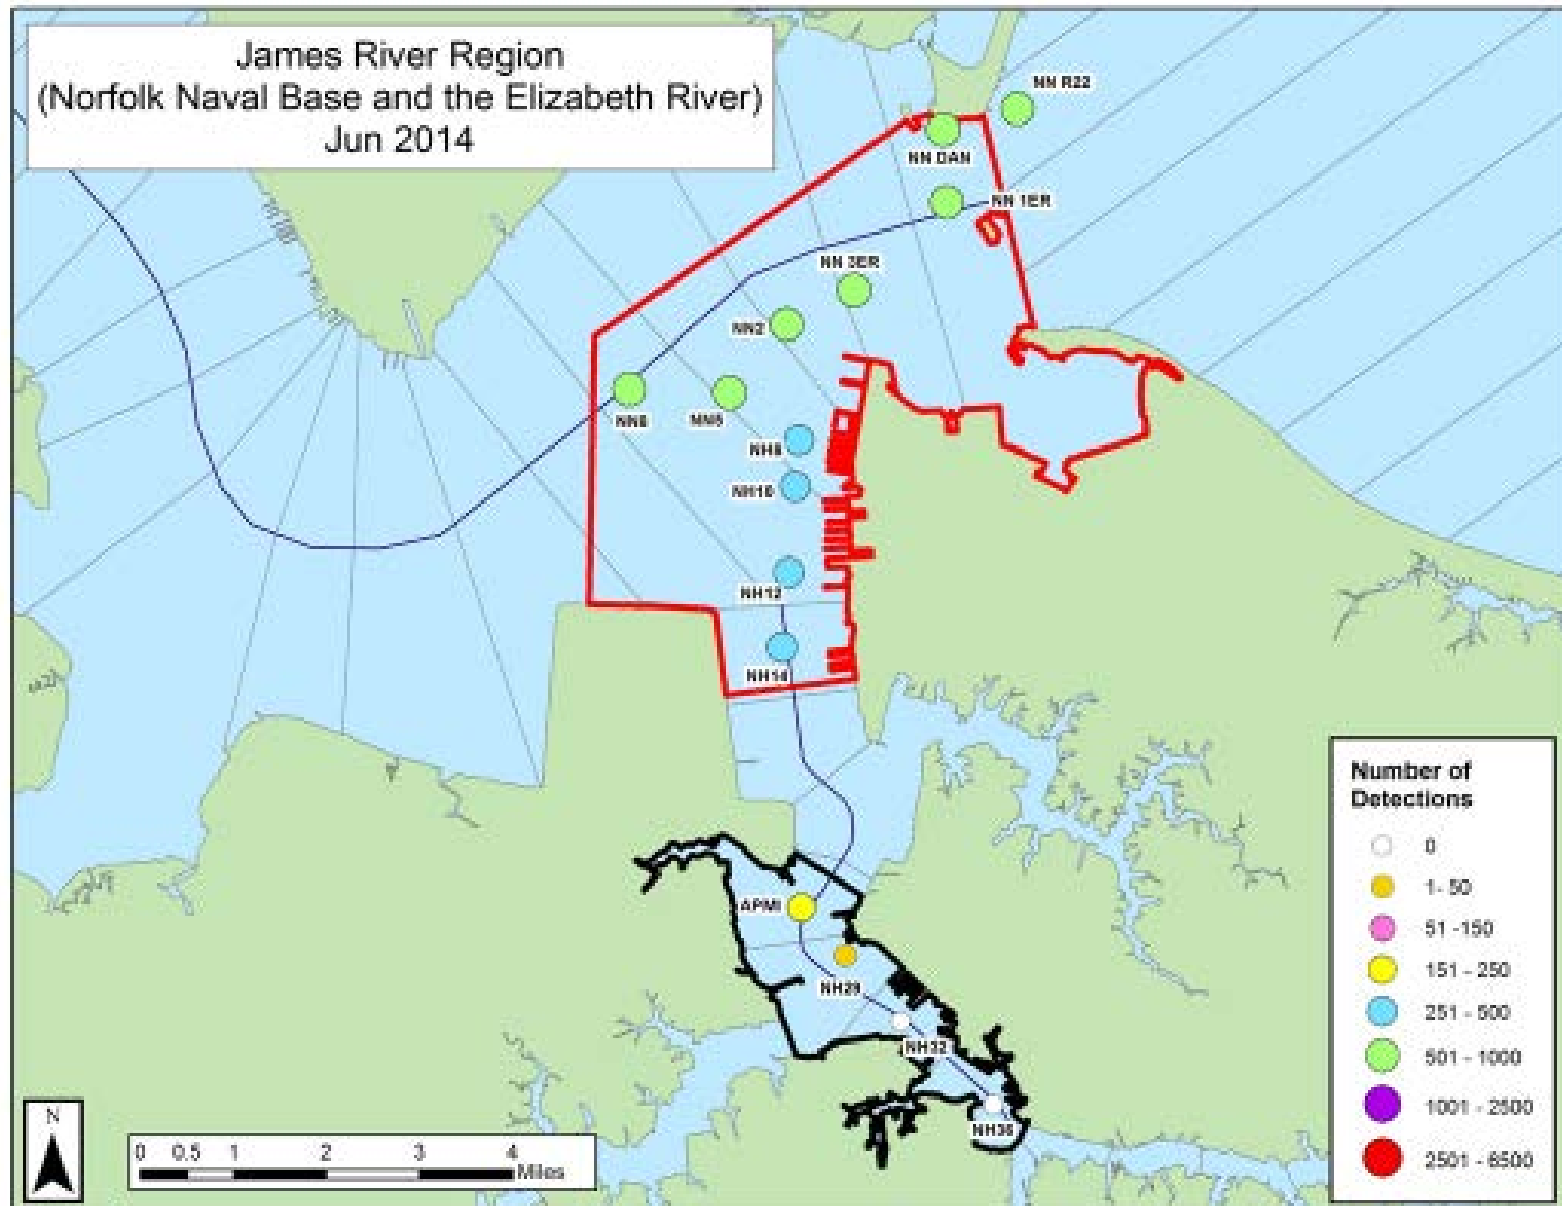 James River Region
(Norfolk Naval Base and the Elizabeth River)
Jun 2014
NN R22
NN DAN
NN 1ER
NN 3ER
NN2
NN5
NH8
NH10
NH12
NH14
APMI
NH29
NH32
Number of
Detections
0
1- 50
51 -150
151 - 250
251 - 500
501 - 1000
1001 - 2500
2501 - 6500
N
0 0.5 1 2 3 4
Miles